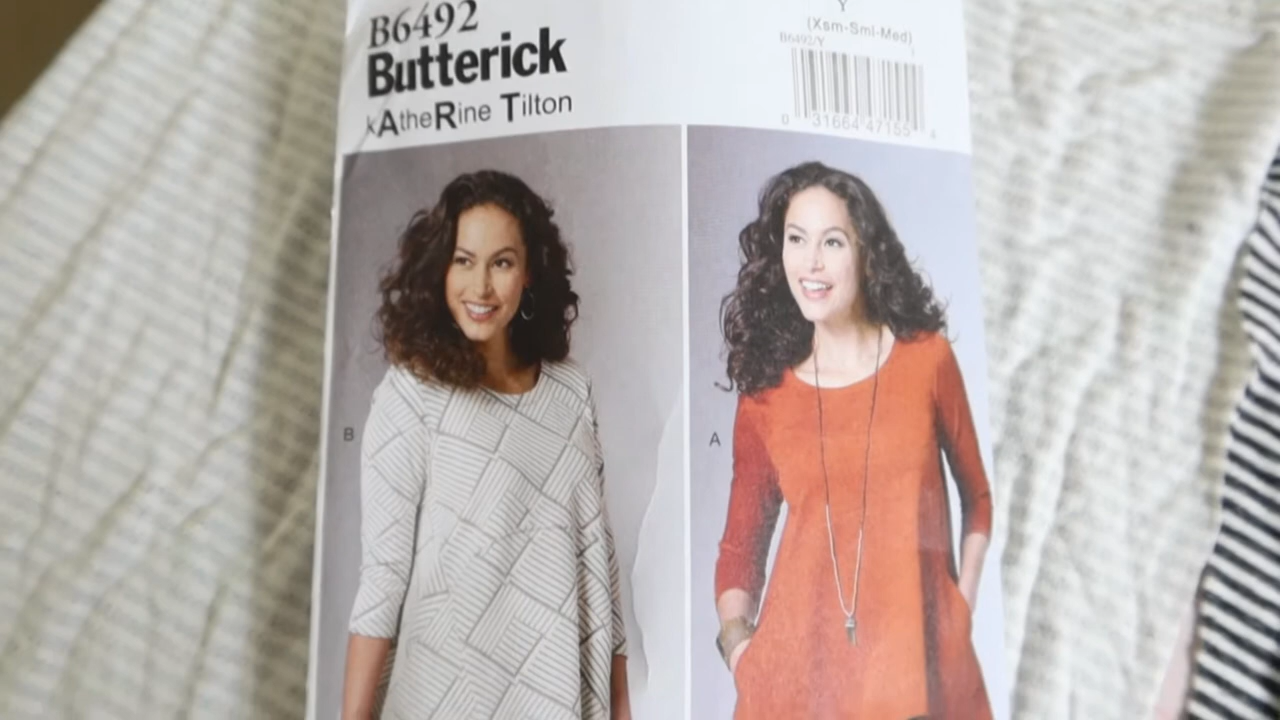 B6492
Butterick
kAtheRine Tilton
Y
(Xsm-Sml-Med)
B6492/Y
0 31664 47155 4
B
A